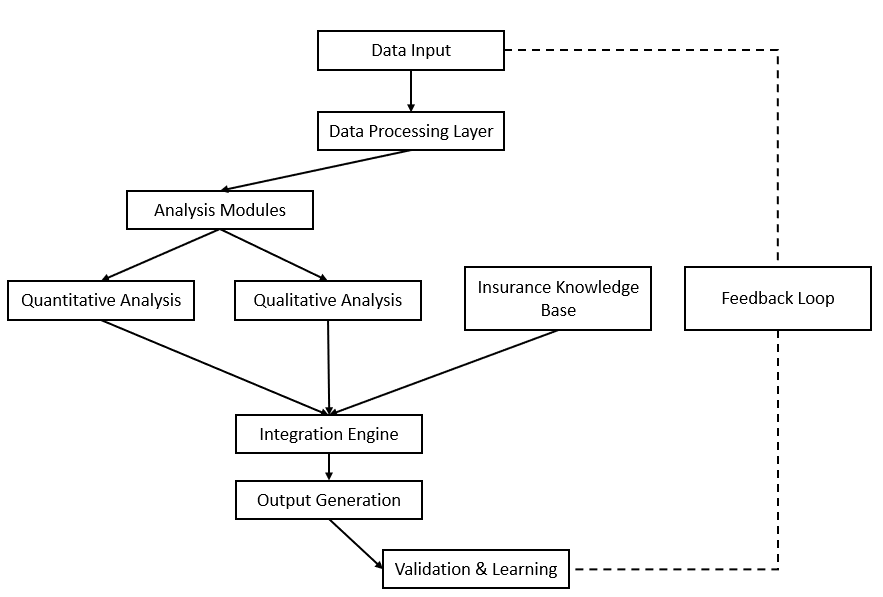 Data Input
Data Processing Layer
Analysis Modules
Quantitative Analysis
Qualitative Analysis
Insurance Knowledge
Base
Feedback Loop
Integration Engine
Output Generation
Validation & Learning